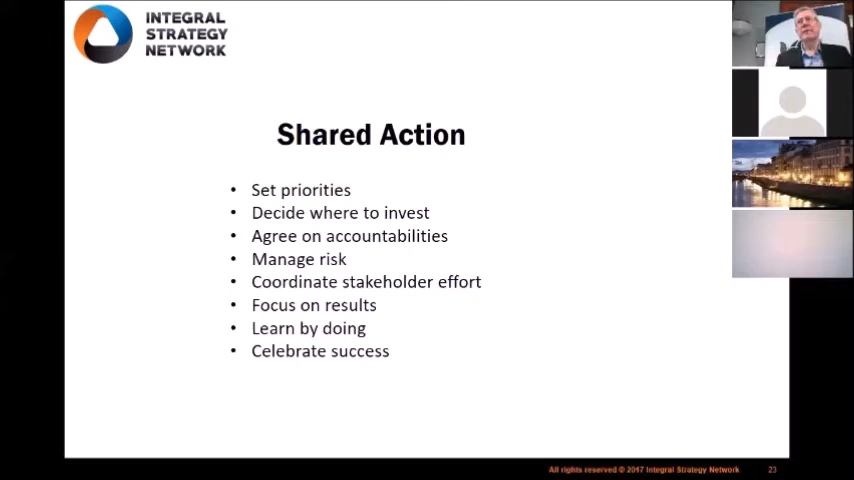 INTEGRAL
STRATEGY
NETWORK
Shared Action
• Set priorities
• Decide where to invest
• Agree on accountabilities
• Manage risk
• Coordinate stakeholder effort
• Focus on results
• Learn by doing
• Celebrate success
All rights reserved © 2017 Integral Strategy Network 23